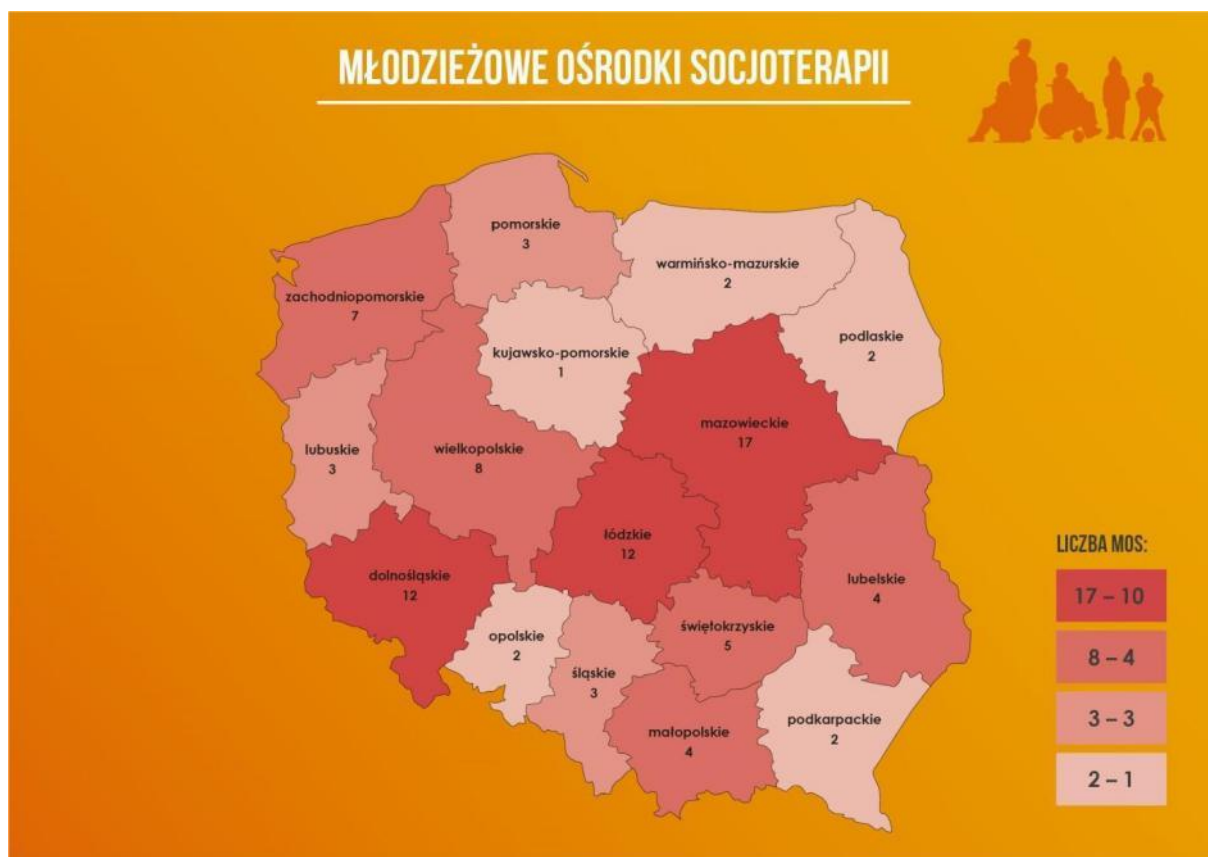 MŁODZIEŻOWE OŚRODKI SOCJOTERAPII
pomorskie
3
warmińsko-mazurskie
2
zachodniopomorskie
7
podlaskie
2
kujawsko-pomorskie
1
mazowieckie
17
lubuskie
3
wielkopolskie
8
łódzkie
12
dolnośląskie
12
lubelskie
4
opolskie
2
świętokrzyskie
5
śląskie
3
małopolskie
4
podkarpackie
2
LICZBA MOS:
17 – 10
8 – 4
3 – 3
2 – 1